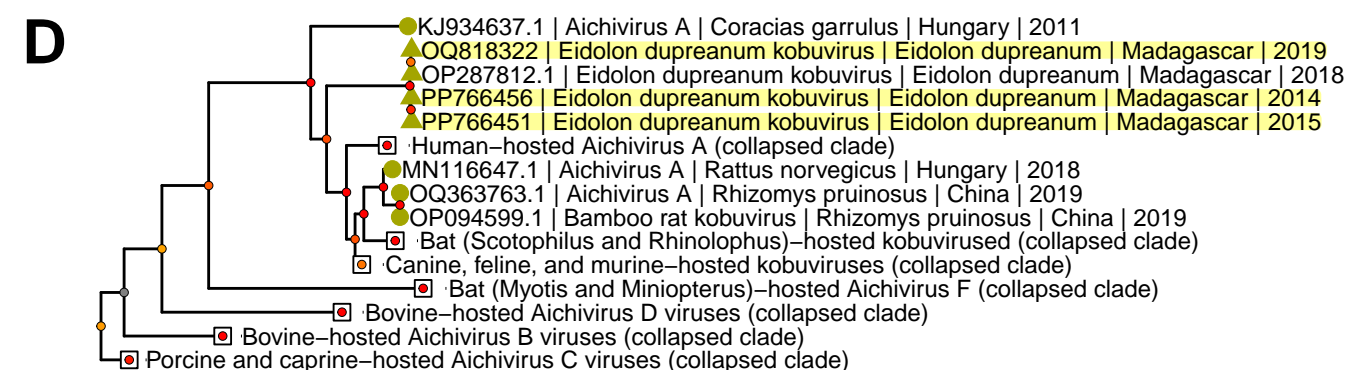 D
KJ934637.1 | Aichivirus A | Coracias garrulus | Hungary | 2011
OQ818322 | Eidolon dupreanum kobuvirus | Eidolon dupreanum | Madagascar | 2019
OP287812.1 | Eidolon dupreanum kobuvirus | Eidolon dupreanum | Madagascar | 2018
PP766456 | Eidolon dupreanum kobuvirus | Eidolon dupreanum | Madagascar | 2014
PP766451 | Eidolon dupreanum kobuvirus | Eidolon dupreanum | Madagascar | 2015
Human−hosted Aichivirus A (collapsed clade)
MN116647.1 | Aichivirus A | Rattus norvegicus | Hungary | 2018
OQ363763.1 | Aichivirus A | Rhizomys pruinosus | China | 2019
OP094599.1 | Bamboo rat kobuvirus | Rhizomys pruinosus | China | 2019
Bat (Scotophilus and Rhinolophus)−hosted kobuvirused (collapsed clade)
Canine, feline, and murine−hosted kobuviruses (collapsed clade)
Bat (Myotis and Miniopterus)−hosted Aichivirus F (collapsed clade)
Bovine−hosted Aichivirus D viruses (collapsed clade)
Bovine−hosted Aichivirus B viruses (collapsed clade)
Porcine and caprine−hosted Aichivirus C viruses (collapsed clade)